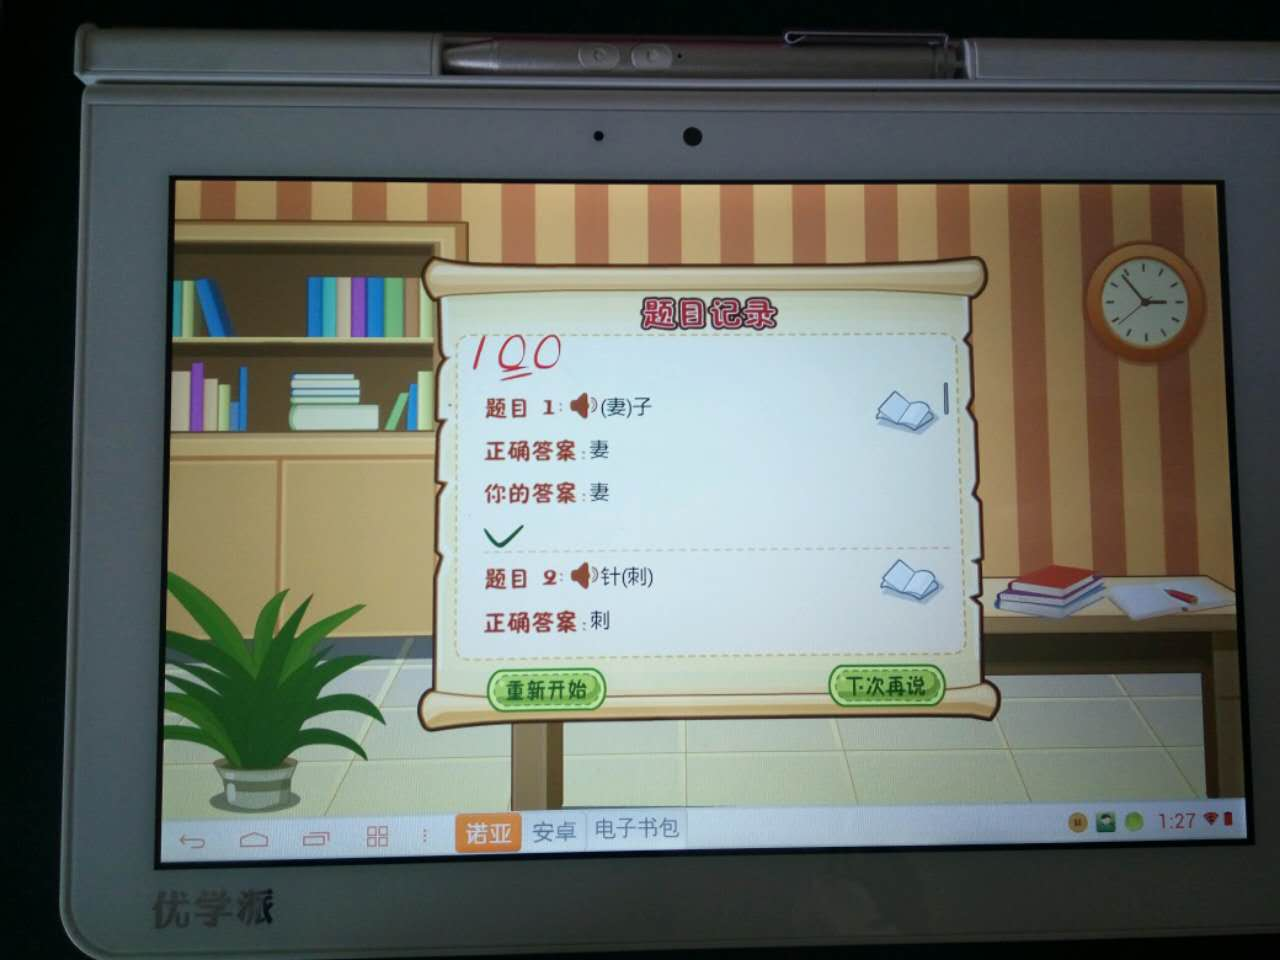 题目记录
100
题目 1:(妻)子
正确答案:妻
你的答案:妻
题目 2:针(刺)
正确答案:刺
重新开始 下次再说
诺亚 安卓 电子书包 1:27
优学派